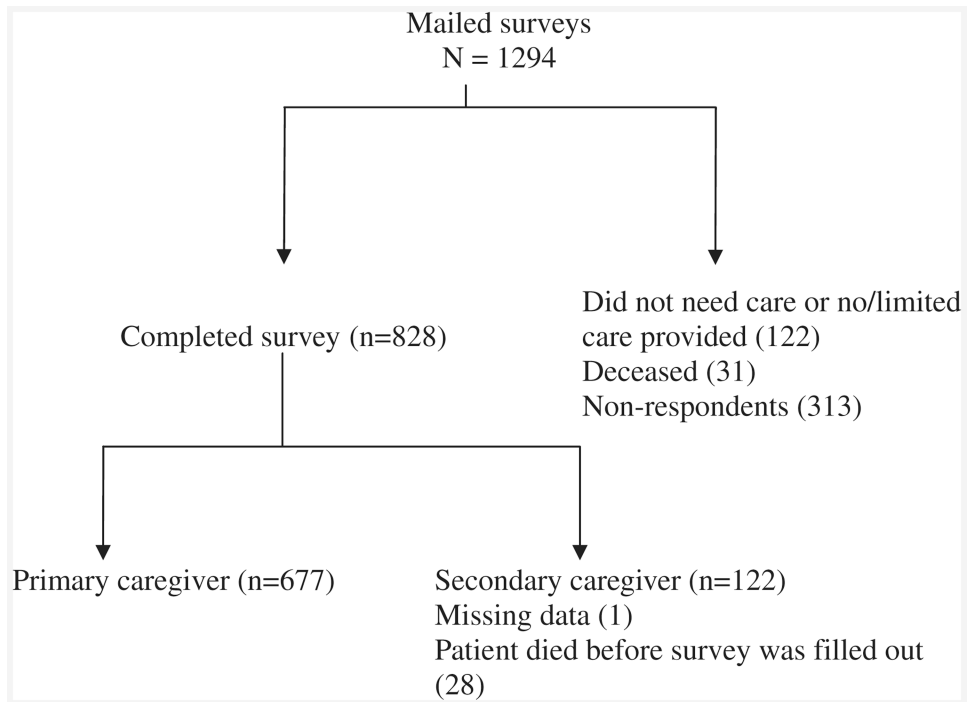 Mailed surveys
N = 1294
Did not need care or no/limited
care provided (122)
Deceased (31)
Non-respondents (313)
Completed survey (n=828)
Primary caregiver (n=677)
Secondary caregiver (n=122)
Missing data (1)
Patient died before survey was filled out
(28)